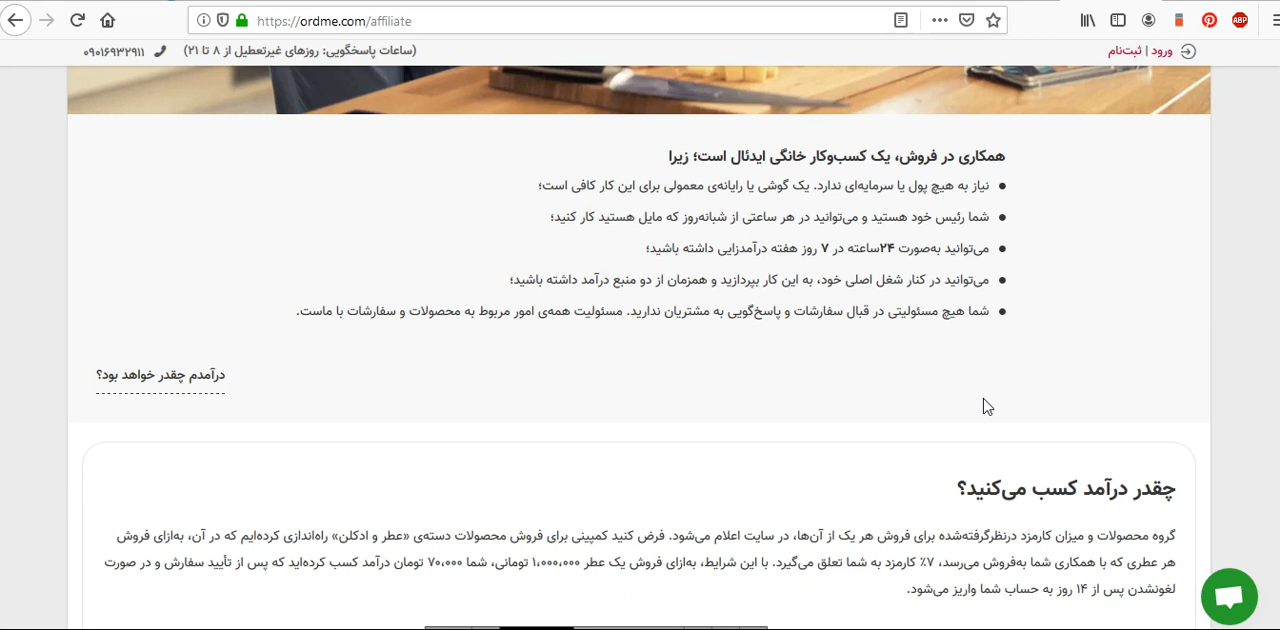 https://ordme.com/affiliate
ABP
ورود | ثبت‌نام
(ساعات پاسخگویی: روزهای غیرتعطیل از ۸ تا ۲۱)
۰۹۰۱۶۹۳۲۹۱۱
همکاری در فروش، یک کسب‌وکار خانگی ایدئال است؛ زیرا
● نیاز به هیچ پول یا سرمایه‌ای ندارد. یک گوشی یا رایانه‌ی معمولی برای این کار کافی است؛
● شما رئیس خود هستید و می‌توانید در هر ساعتی از شبانه‌روز که مایل هستید کار کنید؛
● می‌توانید به‌صورت ۲۴ساعته در ۷ روز هفته درآمدزایی داشته باشید؛
● می‌توانید در کنار شغل اصلی خود، به این کار بپردازید و همزمان از دو منبع درآمد داشته باشید؛
● شما هیچ مسئولیتی در قبال سفارشات و پاسخ‌گویی به مشتریان ندارید. مسئولیت همه‌ی امور مربوط به محصولات و سفارشات با ماست.
درآمدم چقدر خواهد بود؟
چقدر درآمد کسب می‌کنید؟
گروه محصولات و میزان کارمزد درنظرگرفته‌شده برای فروش هر یک از آن‌ها، در سایت اعلام می‌شود. فرض کنید کمپینی برای فروش محصولات دسته‌ی «عطر و ادکلن» راه‌اندازی کرده‌ایم که در آن، به‌ازای فروش
هر عطری که با همکاری شما به‌فروش می‌رسد، ۷٪ کارمزد به شما تعلق می‌گیرد. با این شرایط، به‌ازای فروش یک عطر ۱,۰۰۰,۰۰۰ تومانی، شما ۷۰,۰۰۰ تومان درآمد کسب کرده‌اید که پس از تأیید سفارش و در صورت
لغونشدن پس از ۱۴ روز به حساب شما واریز می‌شود.